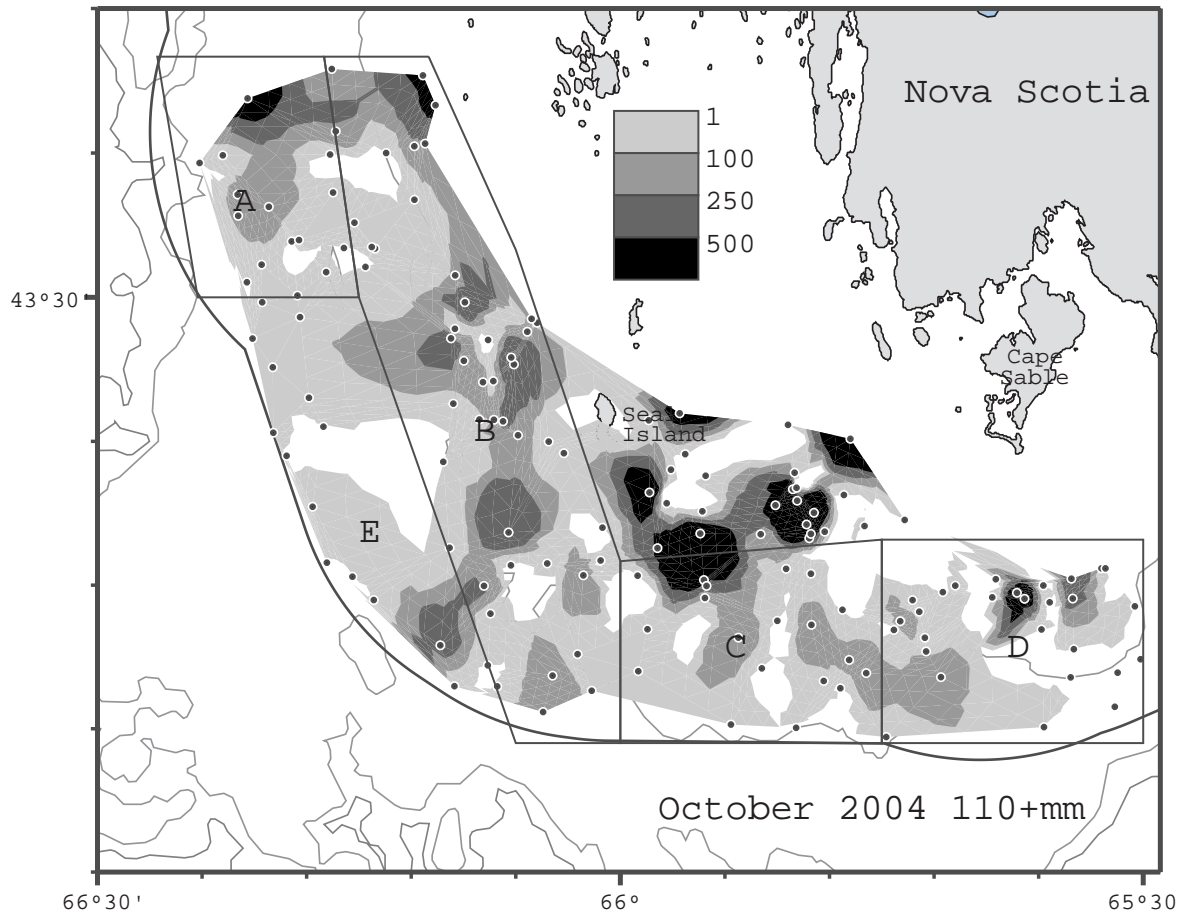 Nova Scotia
1
100
250
500
A
43°30'
Cape
Sable
Seal
Island
B
E
C
D
October 2004 110+mm
66°30'
66°
65°30